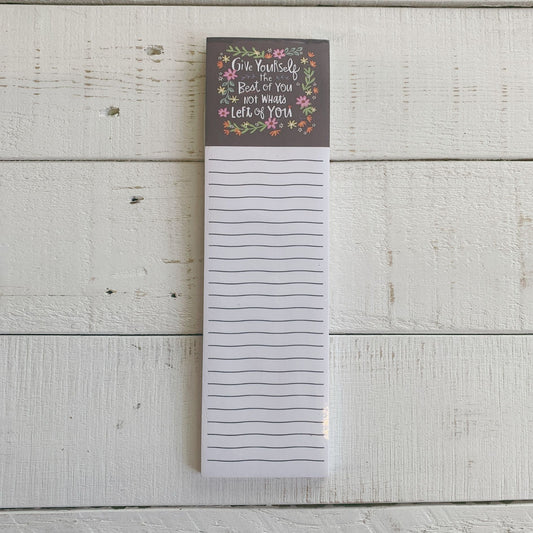 Give Yourself
the
Best of You
not what's
Left of You